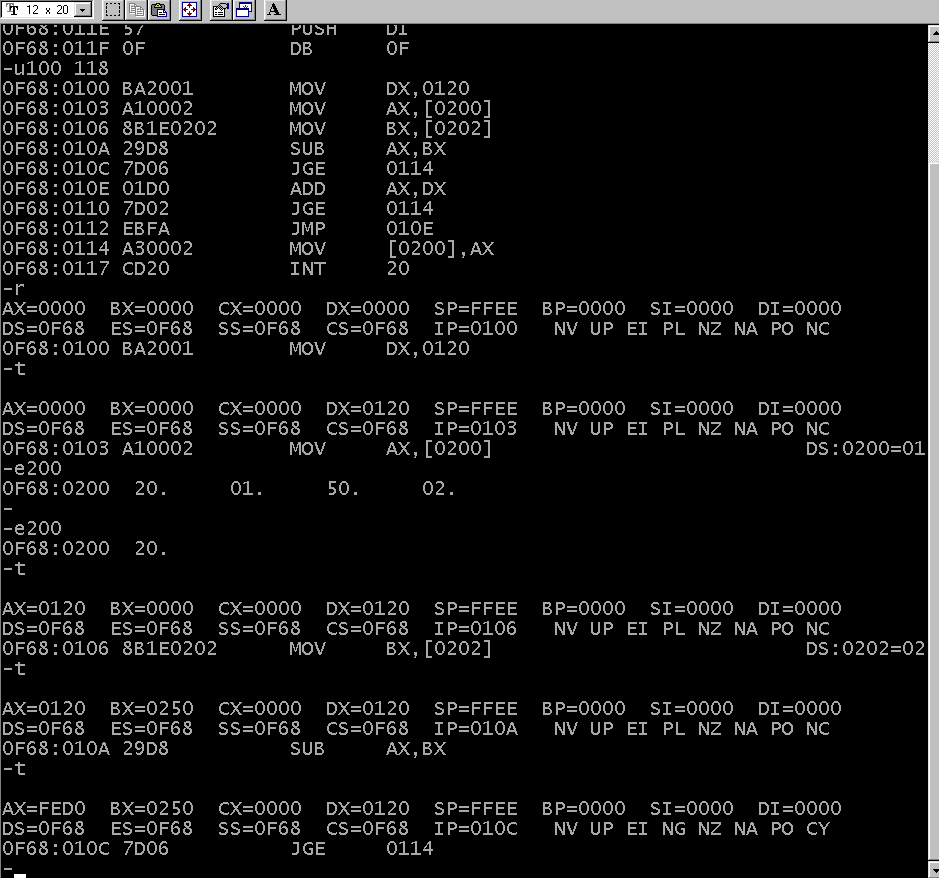 12 x 20 A
0F68:011E 57 PUSH DI
0F68:011F 0F DB 0F
-u100 118
0F68:0100 BA2001 MOV DX,0120
0F68:0103 A10002 MOV AX,[0200]
0F68:0106 8B1E0202 MOV BX,[0202]
0F68:010A 29D8 SUB AX,BX
0F68:010C 7D06 JGE 0114
0F68:010E 01D0 ADD AX,DX
0F68:0110 7D02 JGE 0114
0F68:0112 EBFA JMP 010E
0F68:0114 A30002 MOV [0200],AX
0F68:0117 CD20 INT 20
-r
AX=0000 BX=0000 CX=0000 DX=0000 SP=FFEE BP=0000 SI=0000 DI=0000
DS=0F68 ES=0F68 SS=0F68 CS=0F68 IP=0100 NV UP EI PL NZ NA PO NC
0F68:0100 BA2001 MOV DX,0120
-t
AX=0000 BX=0000 CX=0000 DX=0120 SP=FFEE BP=0000 SI=0000 DI=0000
DS=0F68 ES=0F68 SS=0F68 CS=0F68 IP=0103 NV UP EI PL NZ NA PO NC
0F68:0103 A10002 MOV AX,[0200] DS:0200=01
-e200
0F68:0200 20. 01. 50. 02.
-
-e200
0F68:0200 20.
-t
AX=0120 BX=0000 CX=0000 DX=0120 SP=FFEE BP=0000 SI=0000 DI=0000
DS=0F68 ES=0F68 SS=0F68 CS=0F68 IP=0106 NV UP EI PL NZ NA PO NC
0F68:0106 8B1E0202 MOV BX,[0202] DS:0202=02
-t
AX=0120 BX=0250 CX=0000 DX=0120 SP=FFEE BP=0000 SI=0000 DI=0000
DS=0F68 ES=0F68 SS=0F68 CS=0F68 IP=010A NV UP EI PL NZ NA PO NC
0F68:010A 29D8 SUB AX,BX
-t
AX=FED0 BX=0250 CX=0000 DX=0120 SP=FFEE BP=0000 SI=0000 DI=0000
DS=0F68 ES=0F68 SS=0F68 CS=0F68 IP=010C NV UP EI NG NZ NA PO CY
0F68:010C 7D06 JGE 0114
-